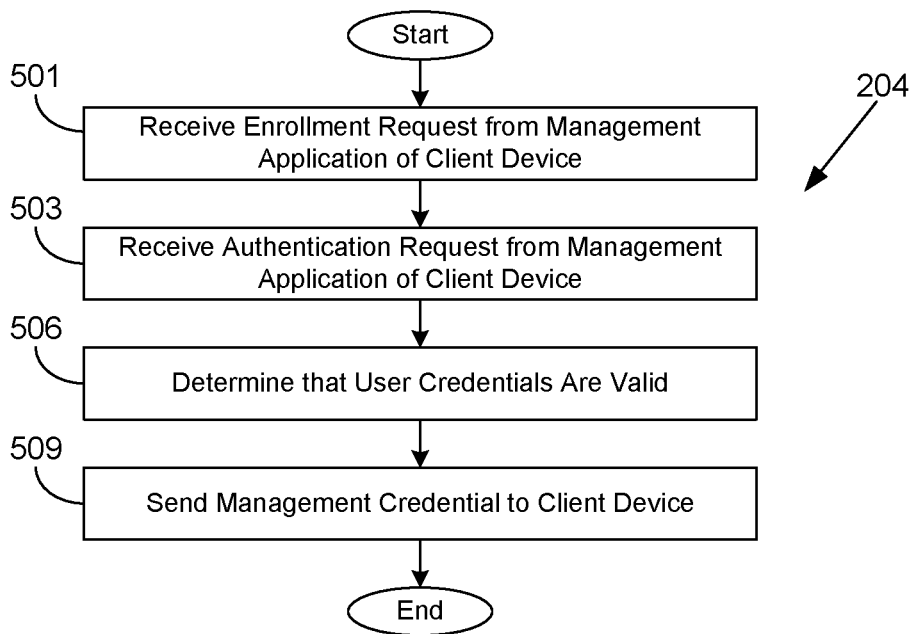 Start
501
204
Receive Enrollment Request from Management
Application of Client Device
503
Receive Authentication Request from Management
Application of Client Device
506
Determine that User Credentials Are Valid
509
Send Management Credential to Client Device
End